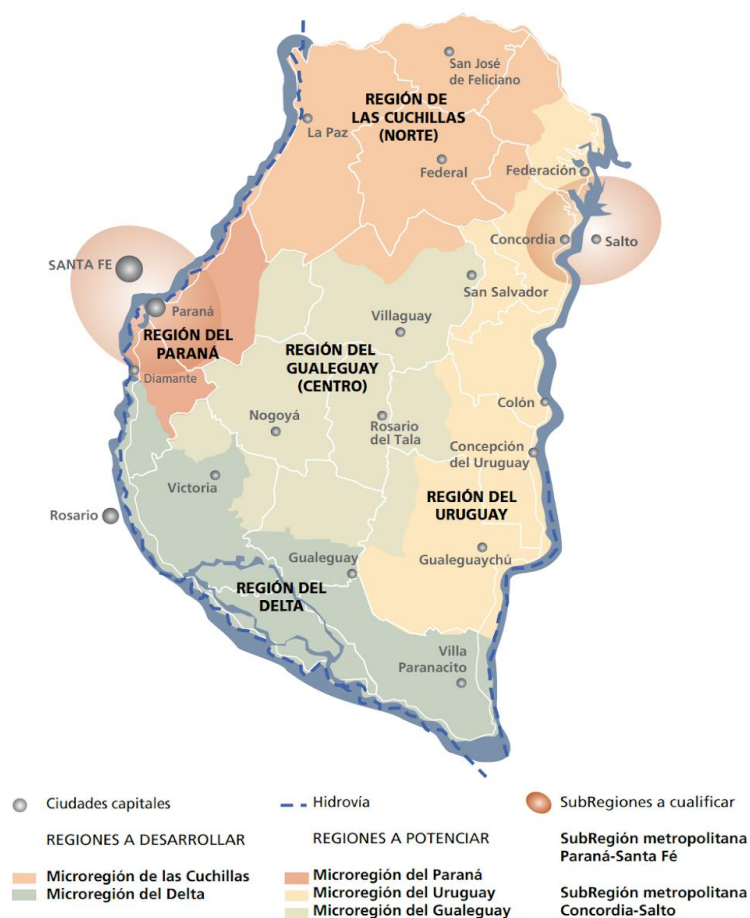 San José
de Feliciano
REGIÓN DE
LAS CUCHILLAS
(NORTE)
La Paz
Federal
Federación
SANTA FE
Concordia
Salto
San Salvador
Paraná
REGIÓN DEL
PARANÁ
Villaguay
REGIÓN DEL
GUALEGUAY
(CENTRO)
Diamante
Colón
Nogoyá
Rosario
del Tala
Concepción
del Uruguay
Victoria
REGIÓN DEL
URUGUAY
Rosario
Gualeguay
Gualeguaychú
REGIÓN DEL
DELTA
Villa
Paranacito
Ciudades capitales
Hidrovía
SubRegiones a cualificar
REGIONES A DESARROLLAR
REGIONES A POTENCIAR
SubRegión metropolitana
Paraná-Santa Fé
Microregión de las Cuchillas
Microregión del Delta
Microregión del Paraná
Microregión del Uruguay
Microregión del Gualeguay
SubRegión metropolitana
Concordia-Salto